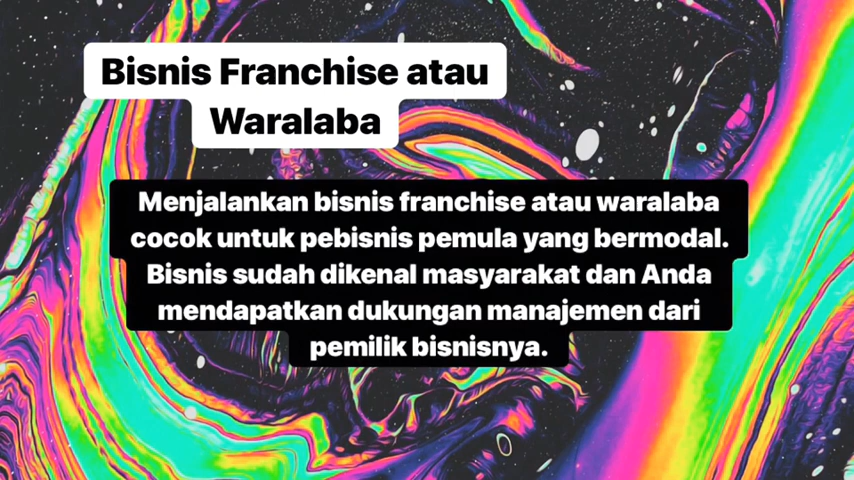 Bisnis Franchise atau
Waralaba
Menjalankan bisnis franchise atau waralaba
cocok untuk pebisnis pemula yang bermodal.
Bisnis sudah dikenal masyarakat dan Anda
mendapatkan dukungan manajemen dari
pemilik bisnisnya.